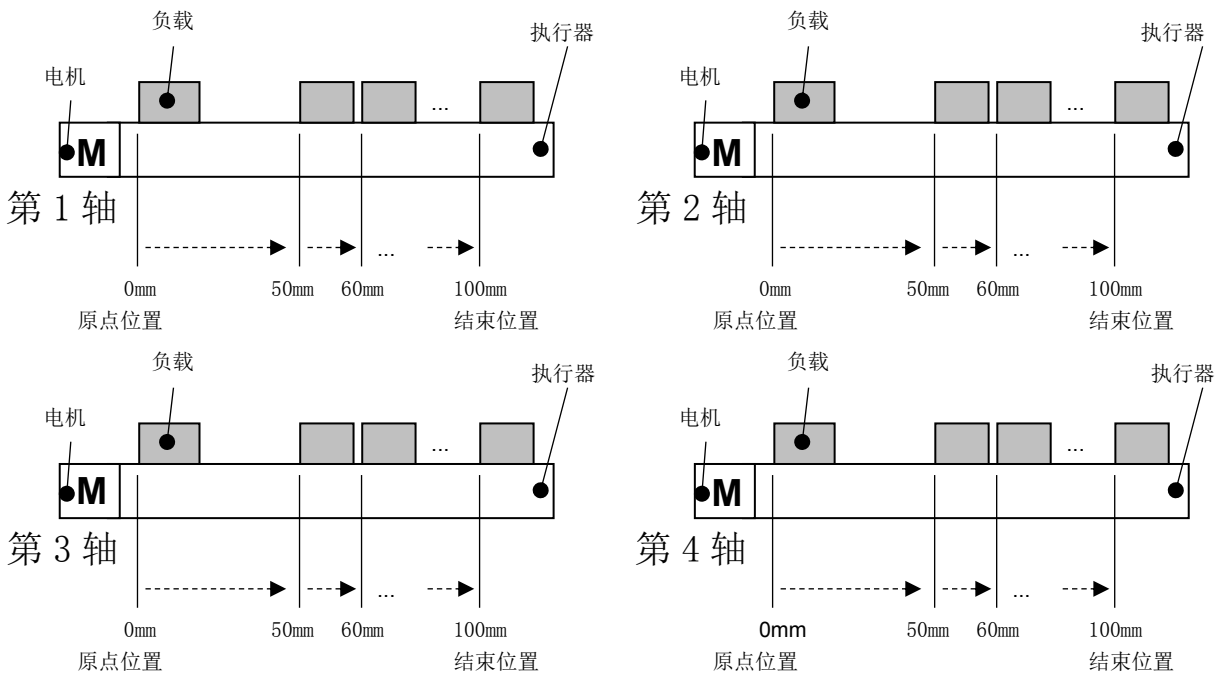 负载
执行器
电机
M
...
第 1 轴
...
0mm
50mm
60mm
100mm
原点位置
结束位置
负载
执行器
电机
M
...
第 2 轴
...
0mm
50mm
60mm
100mm
原点位置
结束位置
负载
执行器
电机
M
...
第 3 轴
...
0mm
50mm
60mm
100mm
原点位置
结束位置
负载
执行器
电机
M
...
第 4 轴
...
0mm
50mm
60mm
100mm
原点位置
结束位置